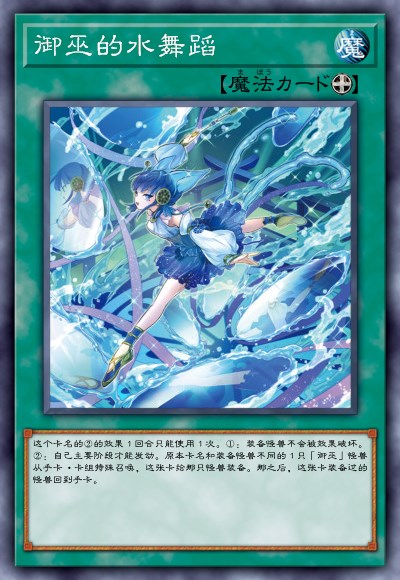 御巫的水舞蹈
魔
【魔法カード】
まほう
这个卡名的②的效果1回合只能使用1次。①：装备怪兽不会被效果破坏。
②：自己主要阶段才能发动。原本卡名和装备怪兽不同的1只「御巫」怪兽
从手卡·卡组特殊召唤，这张卡给那只怪兽装备。那之后，这张卡装备过的
怪兽回到手卡。